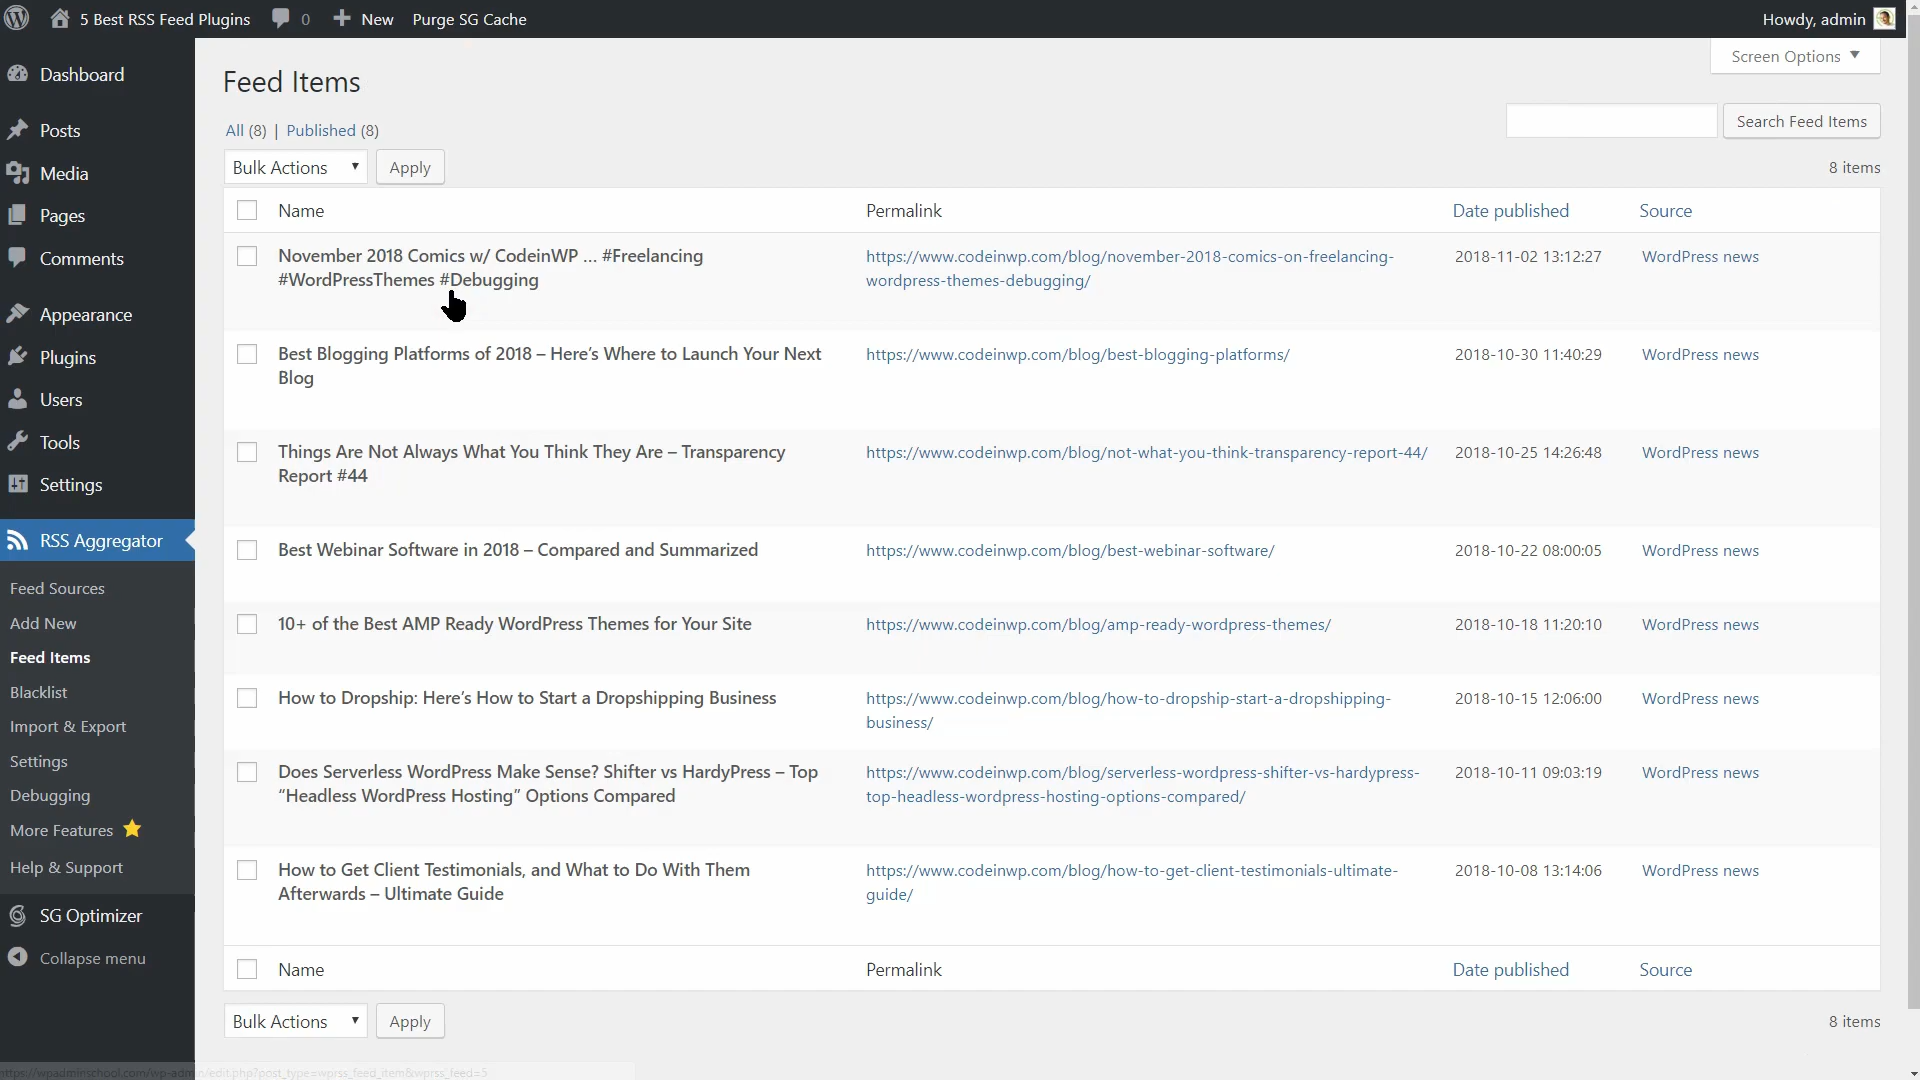 5 Best RSS Feed Plugins 0 New Purge SG Cache Howdy, admin
Screen Options ▼
Dashboard
Posts
Media
Pages
Comments
Appearance
Plugins
Users
Tools
Settings
RSS Aggregator
Feed Sources
Add New
Feed Items
Blacklist
Import & Export
Settings
Debugging
More Features
Help & Support
SG Optimizer
Collapse menu
Feed Items
All (8) | Published (8)
Search Feed Items
Bulk Actions ▼ Apply
8 items
Name Permalink Date published Source
November 2018 Comics w/ CodeinWP … #Freelancing
#WordPressThemes #Debugging
https://www.codeinwp.com/blog/november-2018-comics-on-freelancing-
wordpress-themes-debugging/
2018-11-02 13:12:27
WordPress news
Best Blogging Platforms of 2018 – Here’s Where to Launch Your Next
Blog
https://www.codeinwp.com/blog/best-blogging-platforms/
2018-10-30 11:40:29
WordPress news
Things Are Not Always What You Think They Are – Transparency
Report #44
https://www.codeinwp.com/blog/not-what-you-think-transparency-report-44/
2018-10-25 14:26:48
WordPress news
Best Webinar Software in 2018 – Compared and Summarized
https://www.codeinwp.com/blog/best-webinar-software/
2018-10-22 08:00:05
WordPress news
10+ of the Best AMP Ready WordPress Themes for Your Site
https://www.codeinwp.com/blog/amp-ready-wordpress-themes/
2018-10-18 11:20:10
WordPress news
How to Dropship: Here’s How to Start a Dropshipping Business
https://www.codeinwp.com/blog/how-to-dropship-start-a-dropshipping-
business/
2018-10-15 12:06:00
WordPress news
Does Serverless WordPress Make Sense? Shifter vs HardyPress – Top
“Headless WordPress Hosting” Options Compared
https://www.codeinwp.com/blog/serverless-wordpress-shifter-vs-hardypress-
top-headless-wordpress-hosting-options-compared/
2018-10-11 09:03:19
WordPress news
How to Get Client Testimonials, and What to Do With Them
Afterwards – Ultimate Guide
https://www.codeinwp.com/blog/how-to-get-client-testimonials-ultimate-
guide/
2018-10-08 13:14:06
WordPress news
Name Permalink Date published Source
Bulk Actions ▼ Apply
8 items
https://wpadminschool.com/wp-admin/edit.php?post_type=wprss_feed_item&wprss_feed=5